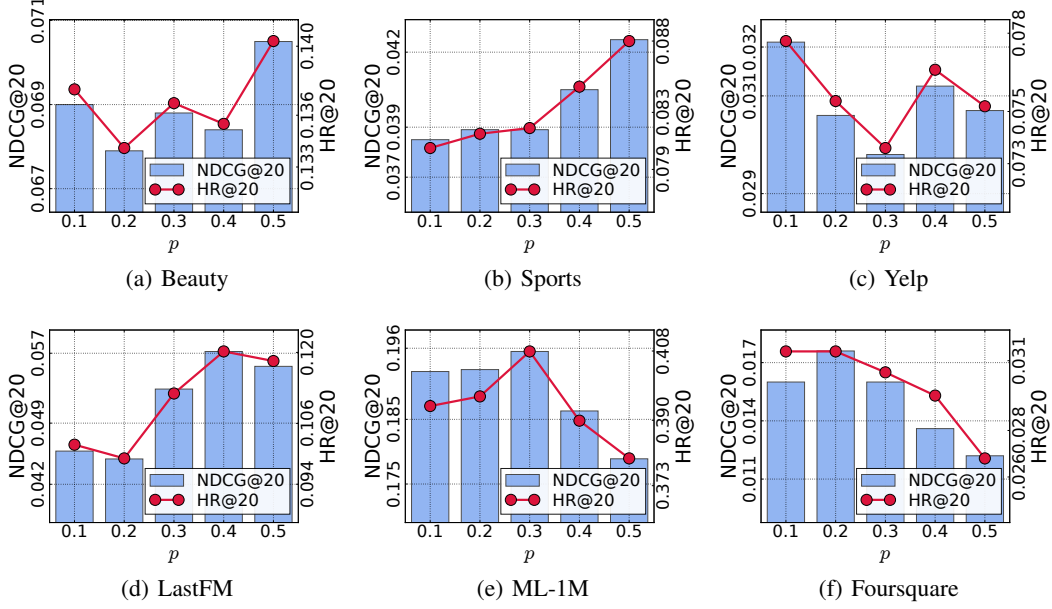 NDCG@20
0.071
0.069
0.067
0.140
0.136
0.133
HR@20
NDCG@20
HR@20
0.1 0.2 0.3 0.4 0.5
p
(a) Beauty
NDCG@20
0.042
0.039
0.037
0.088
0.083
0.079
HR@20
NDCG@20
HR@20
0.1 0.2 0.3 0.4 0.5
p
(b) Sports
NDCG@20
0.032
0.031
0.029
0.078
0.075
0.073
HR@20
NDCG@20
HR@20
0.1 0.2 0.3 0.4 0.5
p
(c) Yelp
NDCG@20
0.057
0.049
0.042
0.120
0.106
0.094
HR@20
NDCG@20
HR@20
0.1 0.2 0.3 0.4 0.5
p
(d) LastFM
NDCG@20
0.196
0.185
0.175
0.408
0.390
0.373
HR@20
NDCG@20
HR@20
0.1 0.2 0.3 0.4 0.5
p
(e) ML-1M
NDCG@20
0.017
0.014
0.011
0.031
0.028
0.026
HR@20
NDCG@20
HR@20
0.1 0.2 0.3 0.4 0.5
p
(f) Foursquare